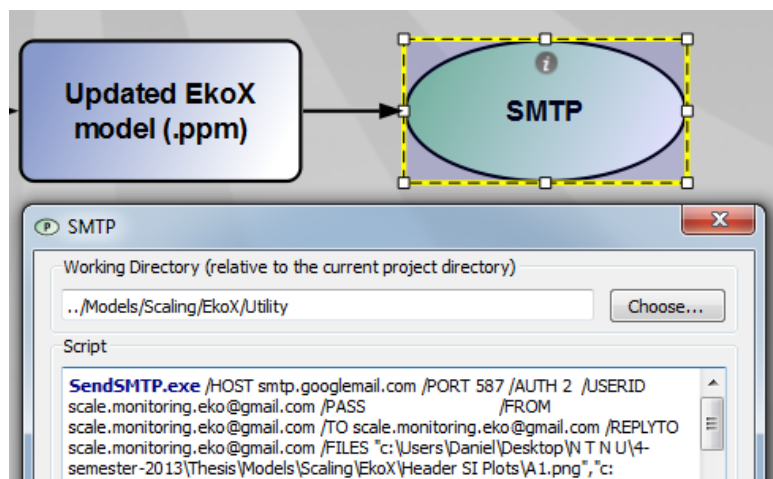 Updated EkoX
model (.ppm)
SMTP
SMTP
Working Directory (relative to the current project directory)
../Models/Scaling/EkoX/Utility
Choose...
Script
SendSMTP.exe /HOST smtp.googlemail.com /PORT 587 /AUTH 2 /USERID
scale.monitoring.eko@gmail.com /PASS /FROM
scale.monitoring.eko@gmail.com /TO scale.monitoring.eko@gmail.com /REPLYTO
scale.monitoring.eko@gmail.com /FILES "c:\Users\Daniel\Desktop\N T N U\4-
semester-2013\Thesis\Models\Scaling\EkoX\Header SI Plots\A1.png","c: